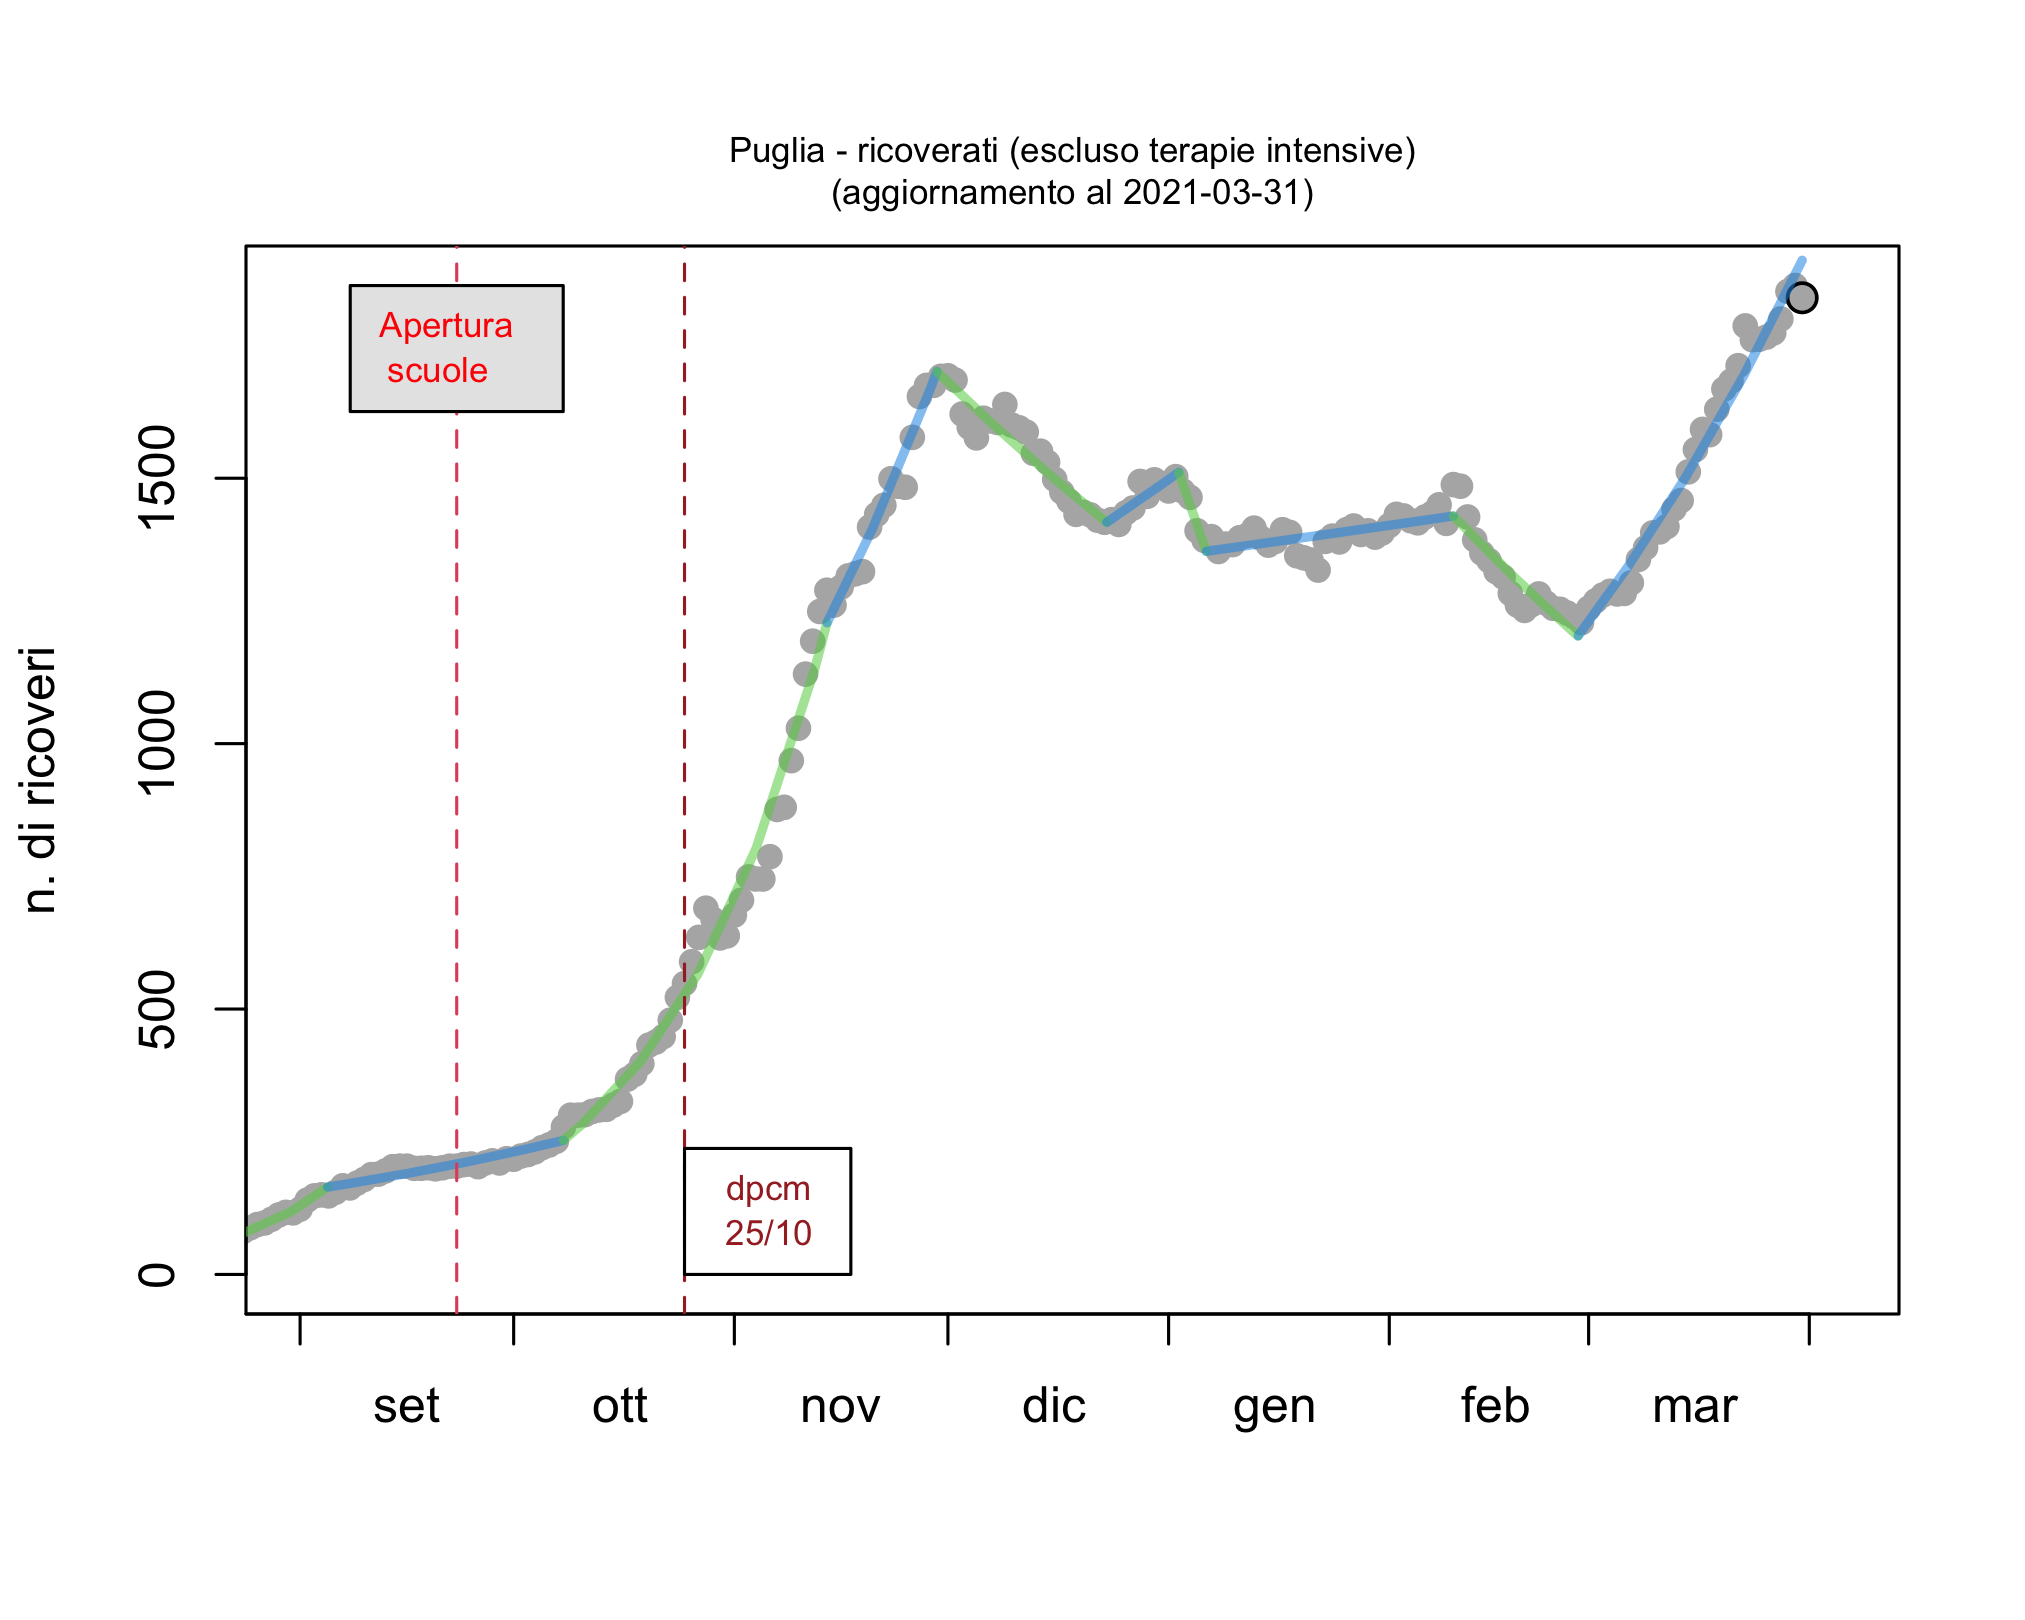 Puglia - ricoverati (escluso terapie intensive)
(aggiornamento al 2021-03-31)
Apertura
scuole
n. di ricoveri
1500
1000
500
0
dpcm
25/10
set ott nov dic gen feb mar